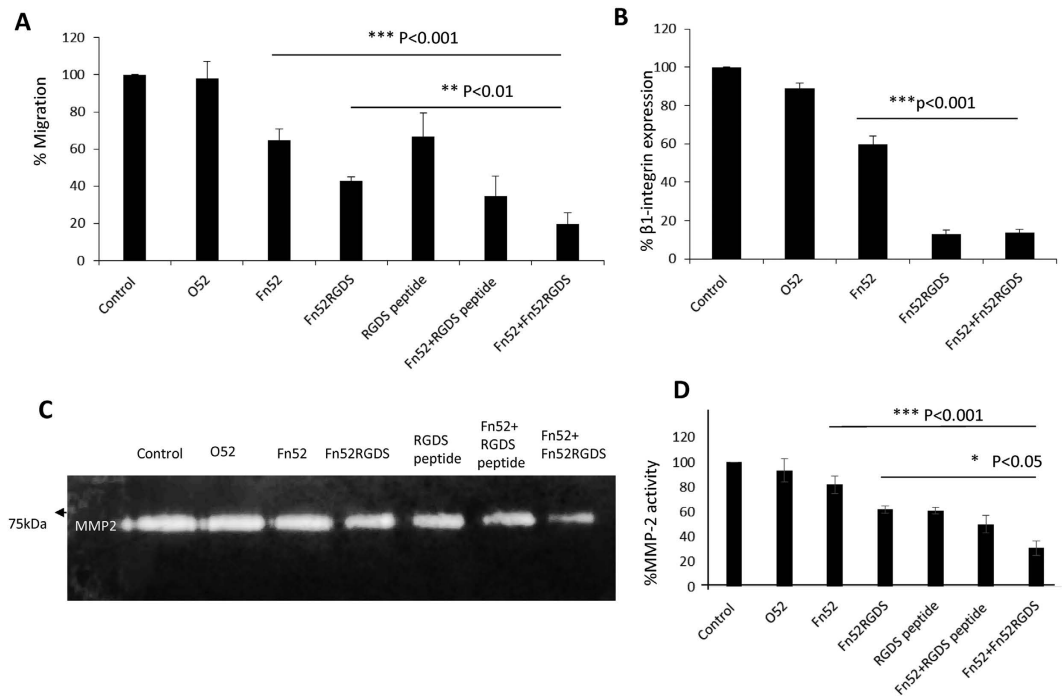 A
*** P<0.001
** P<0.01
% Migration
120
100
80
60
40
20
0
Control
O52
Fn52
Fn52RGDS
RGDS peptide
Fn52+RGDS peptide
Fn52+Fn52RGDS
B
***p<0.001
% β1-integrin expression
120
100
80
60
40
20
0
Control
O52
Fn52
Fn52RGDS
Fn52+Fn52RGDS
C
Control
O52
Fn52
Fn52RGDS
RGDS
peptide
Fn52+
RGDS
peptide
Fn52+
Fn52RGDS
75kDa
MMP2
D
*** P<0.001
* P<0.05
%MMP-2 activity
120
100
80
60
40
20
0
Control
O52
Fn52
Fn52RGDS
RGDS peptide
Fn52+RGDS peptide
Fn52+Fn52RGDS